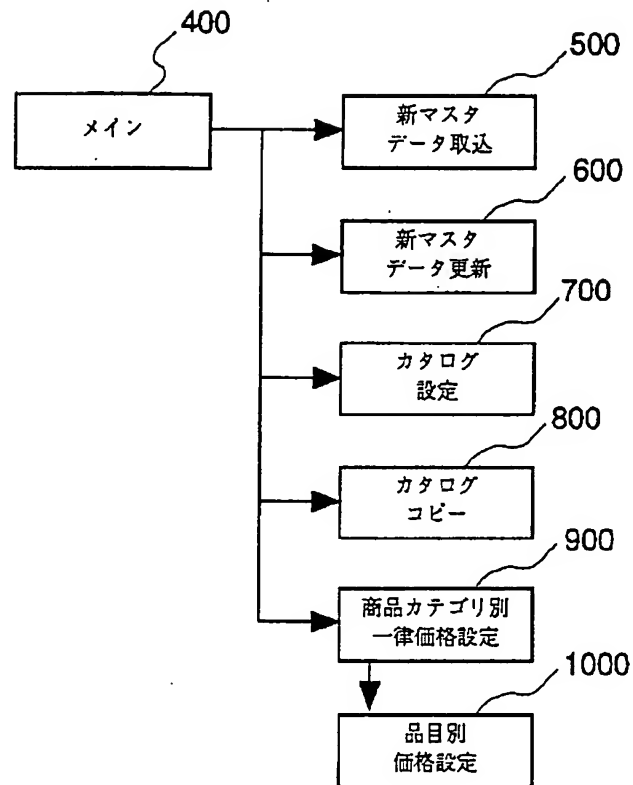 400
メイン
500
新マスタ
データ取込
600
新マスタ
データ更新
700
カタログ
設定
800
カタログ
コピー
900
商品カテゴリ別
一律価格設定
1000
品目別
価格設定